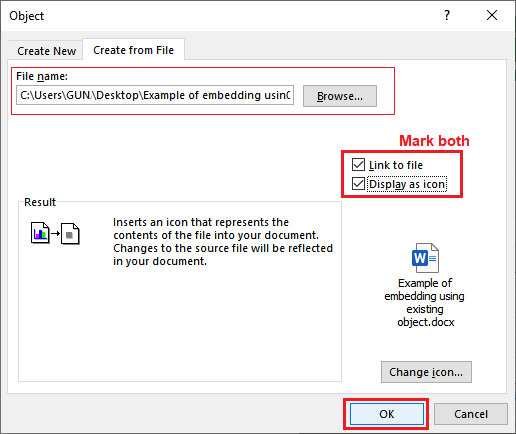 Object
Create New
Create from File
File name:
C:\Users\GUN.\Desktop\Example of embedding usin
Browse...
Mark both
Link to file
Display as icon
Result
Inserts an icon that represents the
contents of the file into your document.
Changes to the source file will be reflected
in your document.
Example of
embedding using
existing
object.docx
Change icon...
OK
Cancel